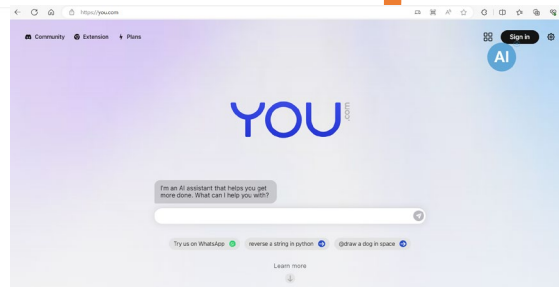 https://you.com
Community Extension Plans
Sign in
AI
YOU.com
I'm an AI assistant that helps you get
more done. What can I help you with?
Try us on WhatsApp reverse a string in python @draw a dog in space
Learn more